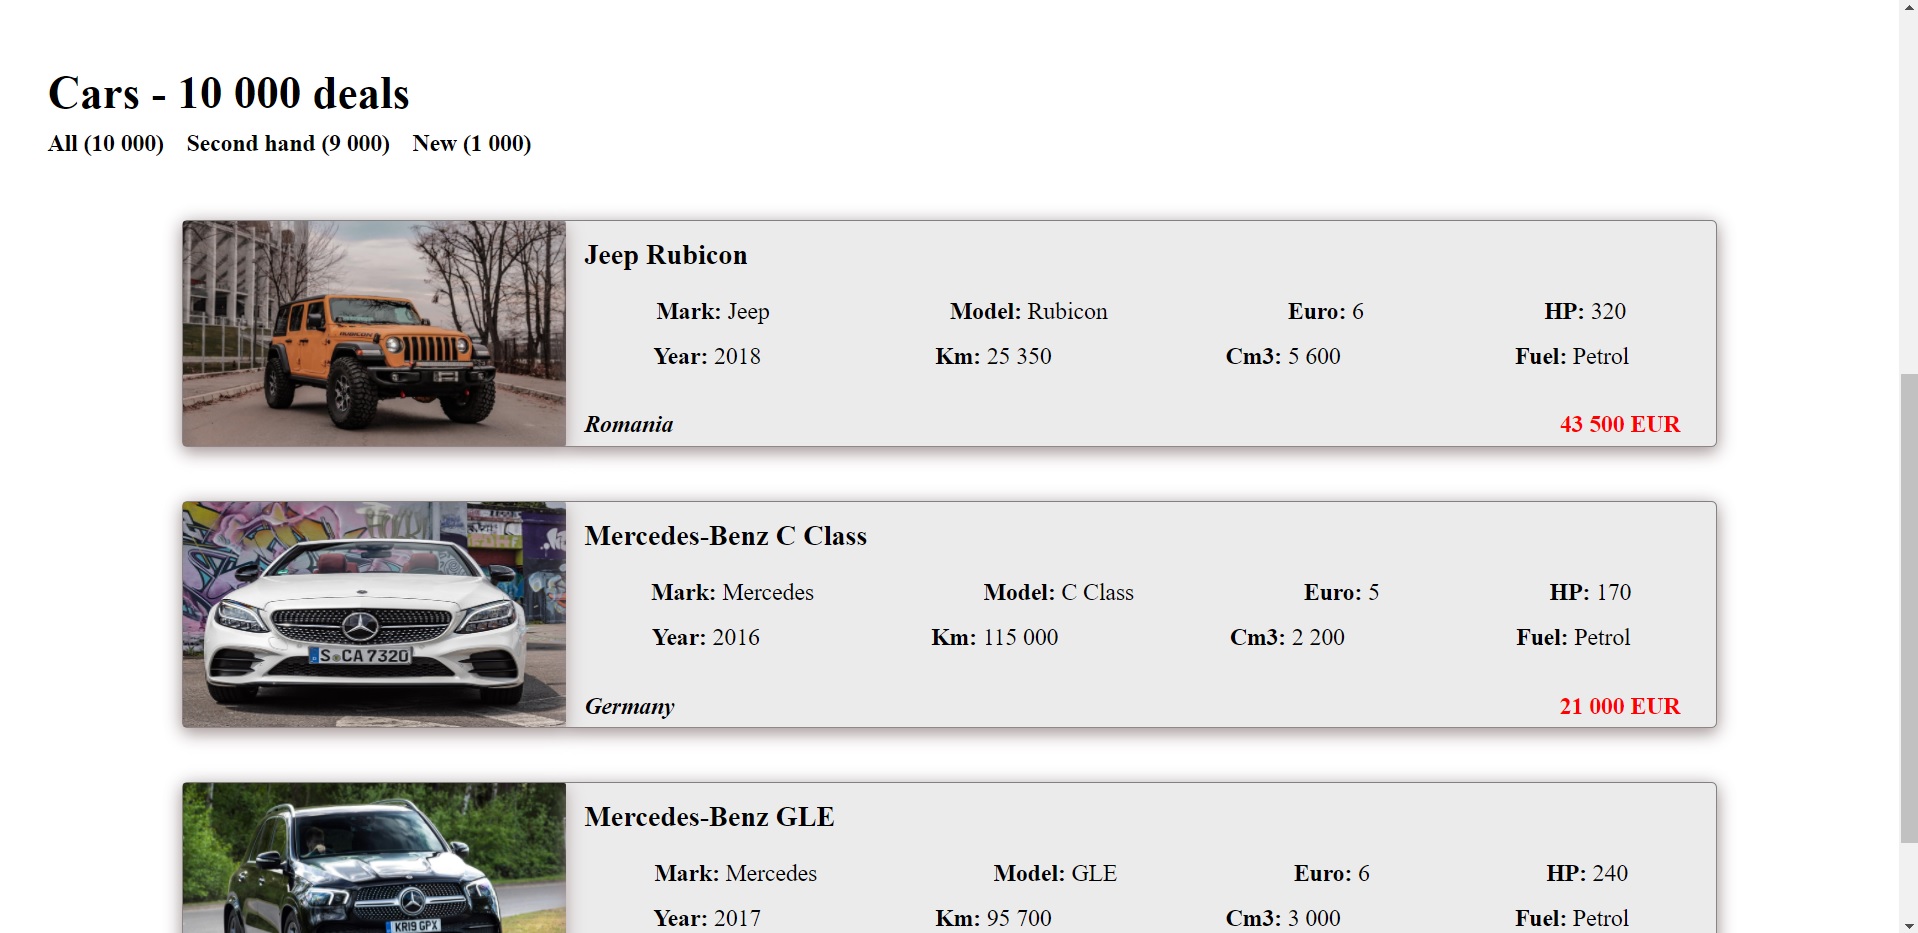 Cars - 10 000 deals
All (10 000) Second hand (9 000) New (1 000)
RUBICON
Jeep Rubicon
Mark: Jeep Model: Rubicon Euro: 6 HP: 320
Year: 2018 Km: 25 350 Cm3: 5 600 Fuel: Petrol
Romania 43 500 EUR
S CA 7320
Mercedes-Benz C Class
Mark: Mercedes Model: C Class Euro: 5 HP: 170
Year: 2016 Km: 115 000 Cm3: 2 200 Fuel: Petrol
Germany 21 000 EUR
KR19 GPX
Mercedes-Benz GLE
Mark: Mercedes Model: GLE Euro: 6 HP: 240
Year: 2017 Km: 95 700 Cm3: 3 000 Fuel: Petrol